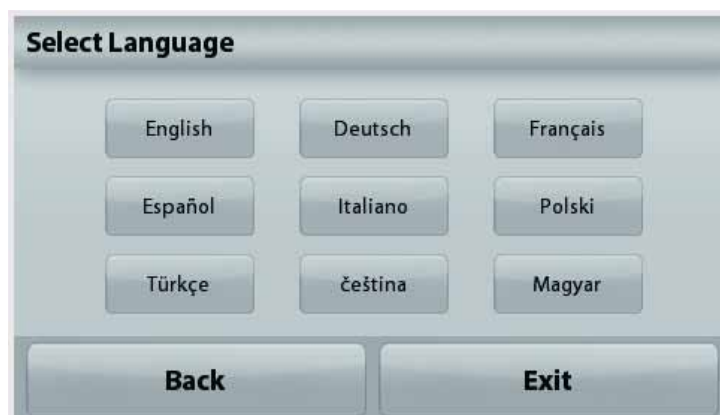 Select Language
English Deutsch Français
Español Italiano Polski
Türkçe čeština Magyar
Back Exit